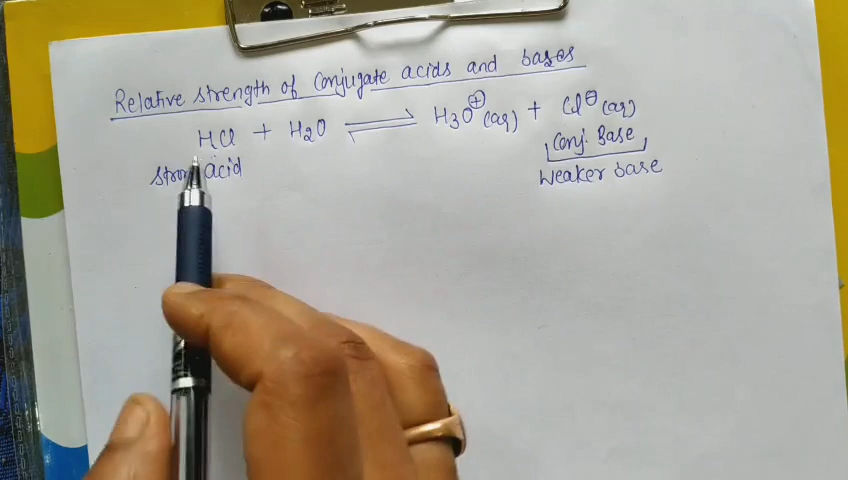 Relative strength of Conjugate acids and bases
HCl + H2O ⇌ H3O⊕(aq) + Cl⊖(aq)
Conj. Base
acid
Weaker base